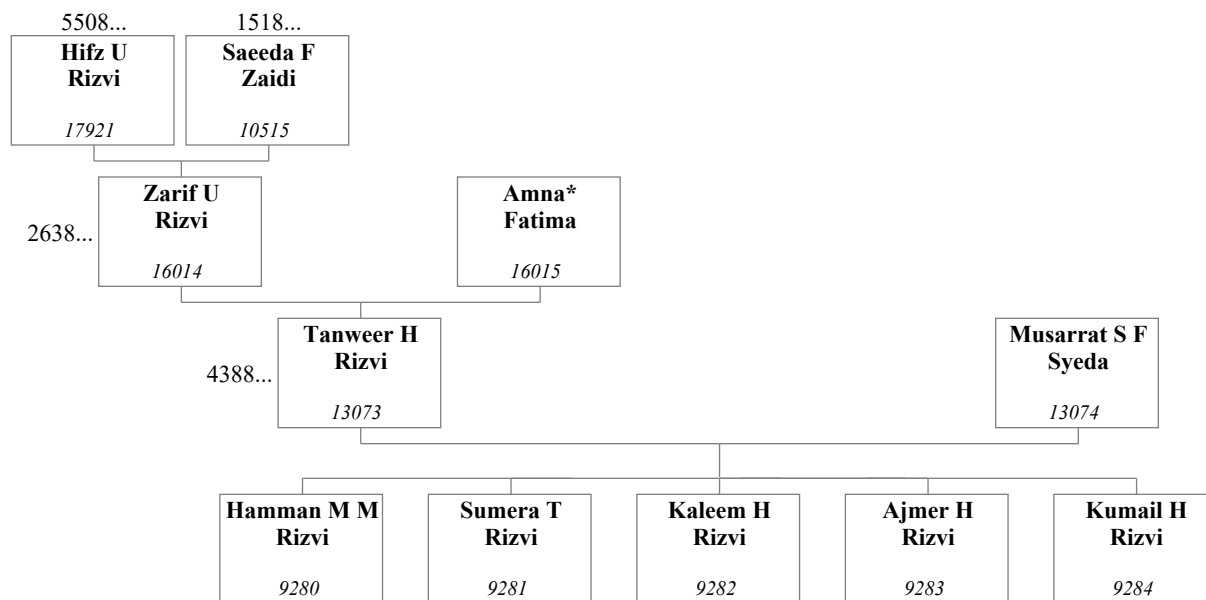 5508...
1518...
Hifz U
Rizvi
17921
Saeeda F
Zaidi
10515
2638...
Zarif U
Rizvi
16014
Amna*
Fatima
16015
4388...
Tanweer H
Rizvi
13073
Musarrat S F
Syeda
13074
Hamman M M
Rizvi
9280
Sumera T
Rizvi
9281
Kaleem H
Rizvi
9282
Ajmer H
Rizvi
9283
Kumail H
Rizvi
9284